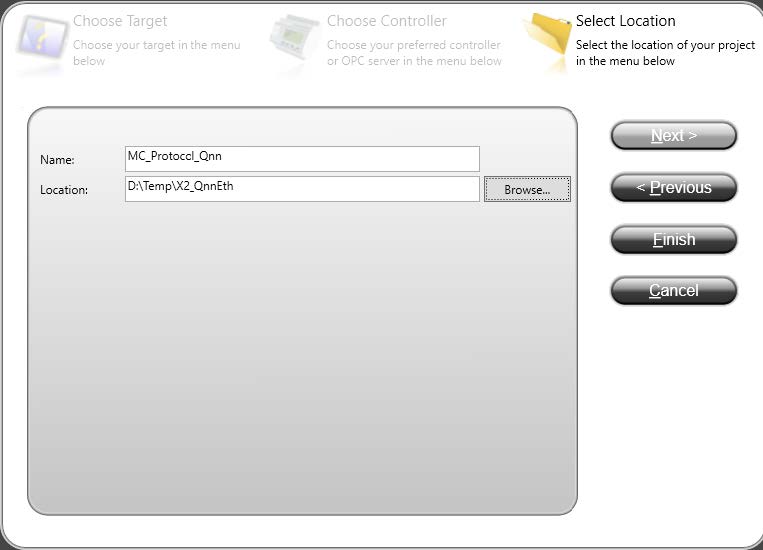 Choose Target
Choose your target in the menu
below
Choose Controller
Choose your preferred controller
or OPC server in the menu below
Select Location
Select the location of your project
in the menu below
Name:
MC_Protoccl_Qnn
Location:
D:\Temp\X2_QnnEth
Browse...
Next >
< Previous
Finish
Cancel